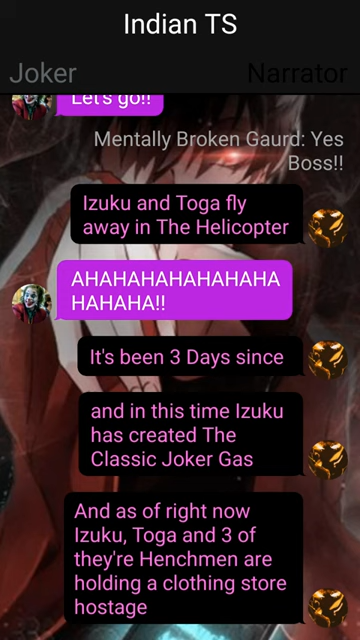 Indian TS
Joker
Narrator
Let's go!!
Mentally Broken Gaurd: Yes
Boss!!
Izuku and Toga fly
away in The Helicopter
AHAHAHAHAHAHAHA
HAHAHA!!
It's been 3 Days since
and in this time Izuku
has created The
Classic Joker Gas
And as of right now
Izuku, Toga and 3 of
they're Henchmen are
holding a clothing store
hostage